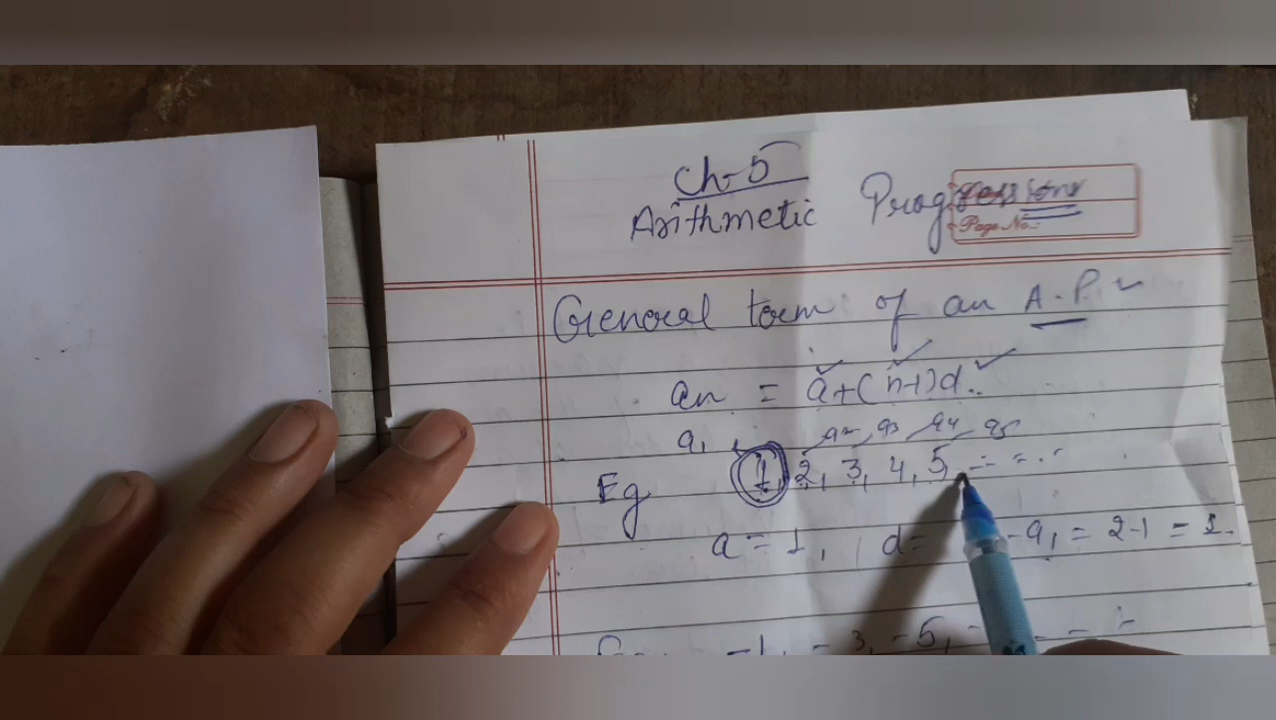 Ch-5
Arithmetic Progressions
Page No.:
General term of an A.P
an = a+(n-1)d.
a1 a2 a3 a4 a5
Eg 1, 2, 3, 4, 5, - - - -
a = 1, d= -a1 = 2-1 = 1.
-1, -3, -5, - - - -